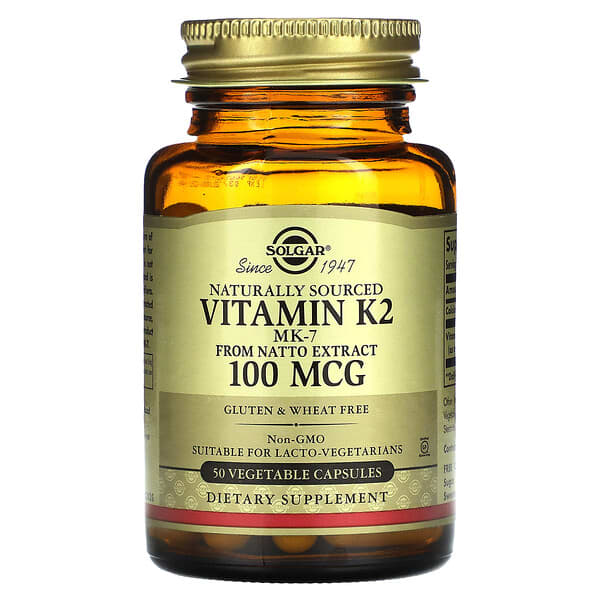 SOLGAR®
Since 1947
NATURALLY SOURCED
VITAMIN K2
MK-7
FROM NATTO EXTRACT
100 MCG
GLUTEN & WHEAT FREE
Non-GMO
SUITABLE FOR LACTO-VEGETARIANS
50 VEGETABLE CAPSULES
DIETARY SUPPLEMENT